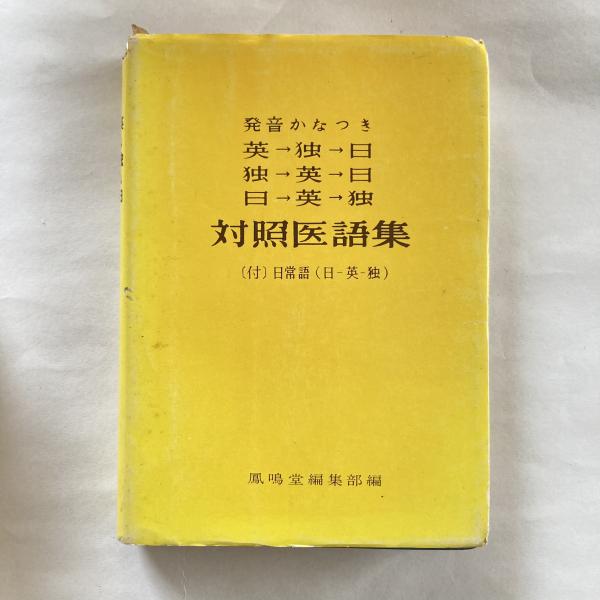 発音かなつき
英→独→日
独→英→日
日→英→独
対照医語集
〔付〕日常語（日-英-独）
鳳鳴堂編集部編